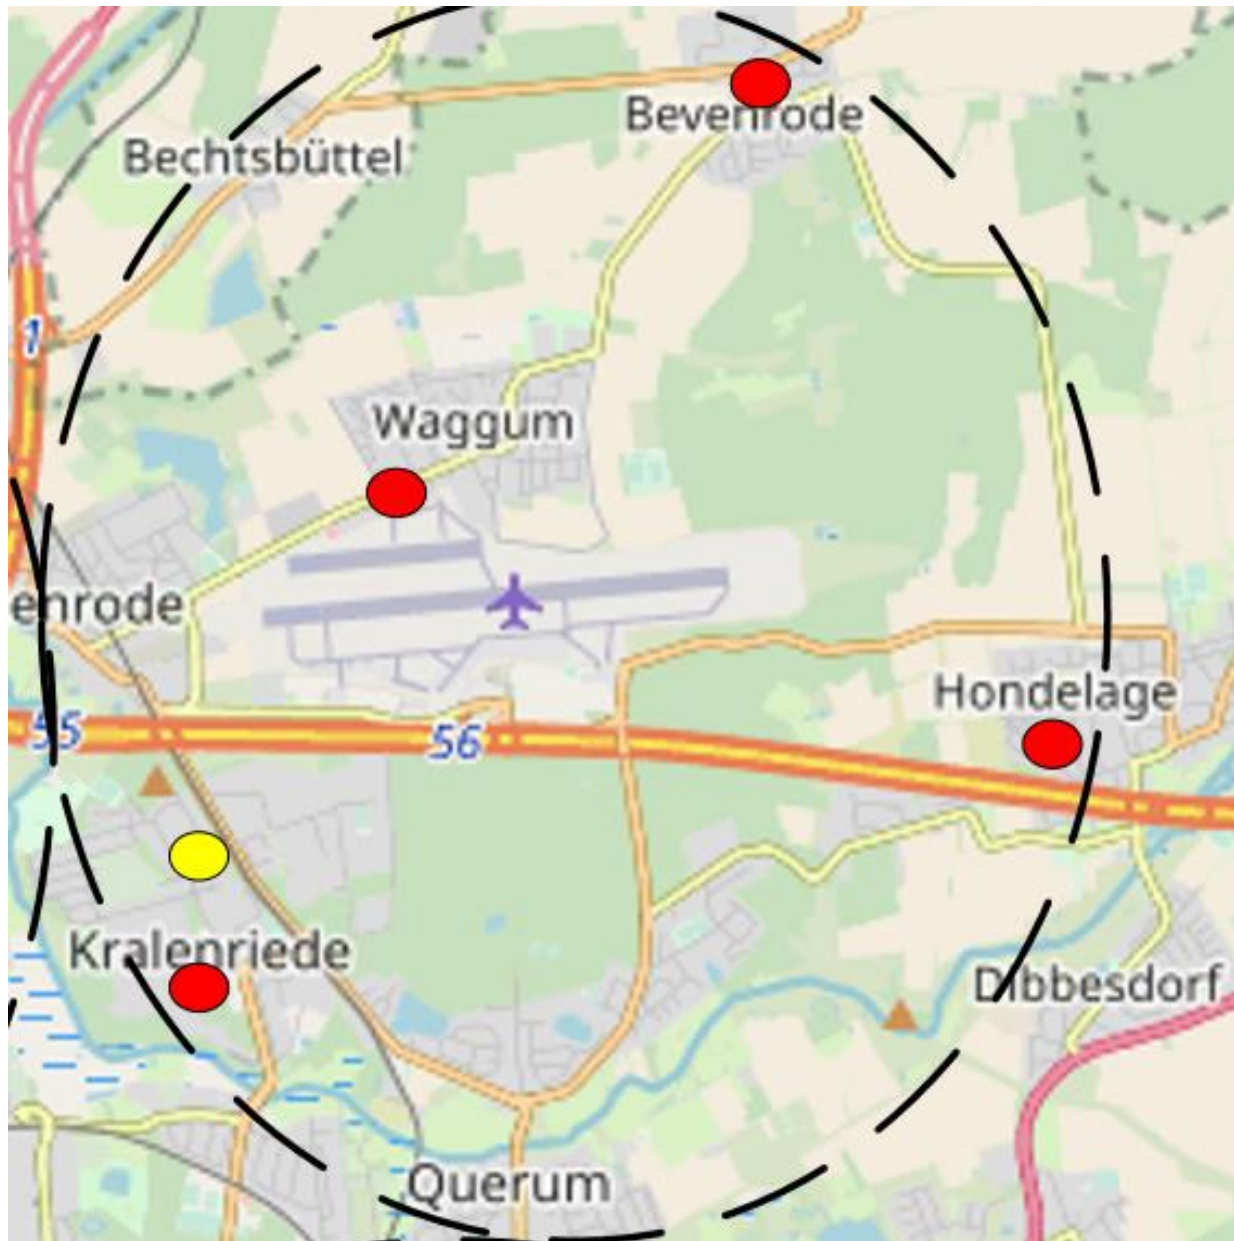 Bevenrode
Bechtsbüttel
1
Waggum
enrode
Hondelage
55
56
Kralenriede
Dibbesdorf
Querum